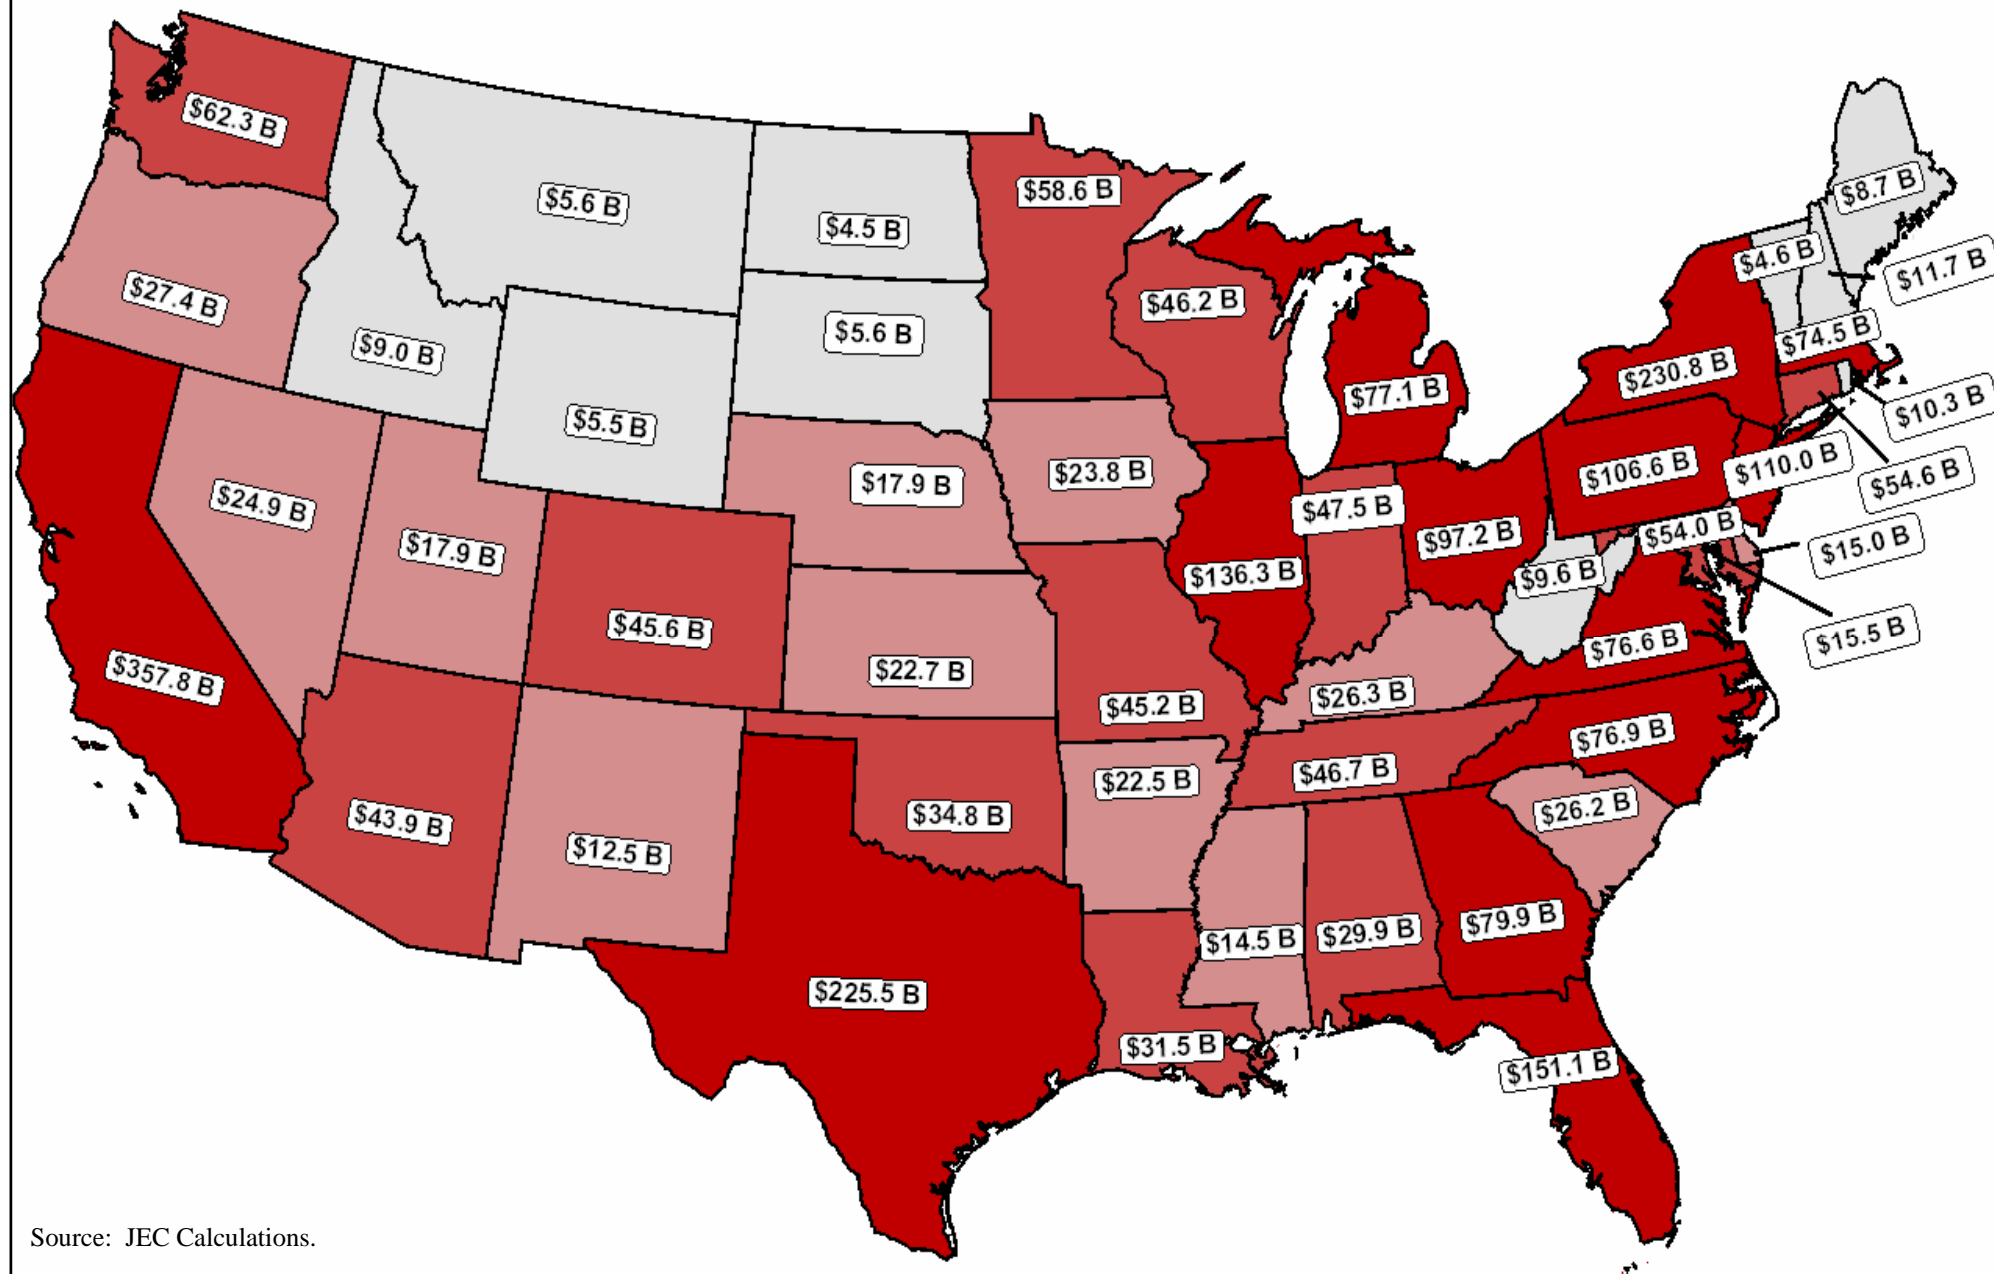 $62.3 B
$5.6 B
$4.5 B
$58.6 B
$8.7 B
$4.6 B
$11.7 B
$27.4 B
$9.0 B
$5.6 B
$46.2 B
$74.5 B
$230.8 B
$77.1 B
$10.3 B
$5.5 B
$24.9 B
$17.9 B
$23.8 B
$47.5 B
$106.6 B
$110.0 B
$54.6 B
$17.9 B
$97.2 B
$54.0 B
$15.0 B
$136.3 B
$9.6 B
$45.6 B
$15.5 B
$357.8 B
$22.7 B
$76.6 B
$45.2 B
$26.3 B
$76.9 B
$43.9 B
$12.5 B
$34.8 B
$22.5 B
$46.7 B
$26.2 B
$14.5 B
$29.9 B
$79.9 B
$225.5 B
$31.5 B
$151.1 B
Source: JEC Calculations.